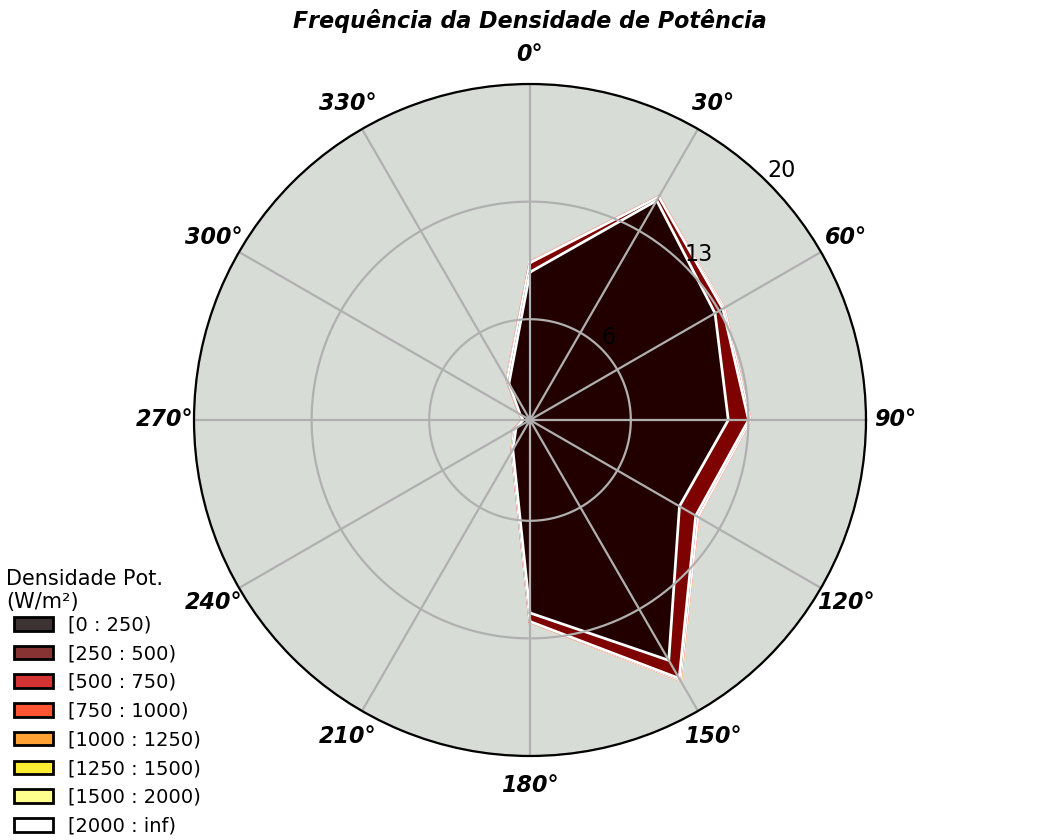 Frequência da Densidade de Potência
0°
330°
30°
20
300°
60°
13
6
270°
90°
240°
120°
210°
150°
180°
Densidade Pot.
(W/m²)
[0 : 250)
[250 : 500)
[500 : 750)
[750 : 1000)
[1000 : 1250)
[1250 : 1500)
[1500 : 2000)
[2000 : inf)